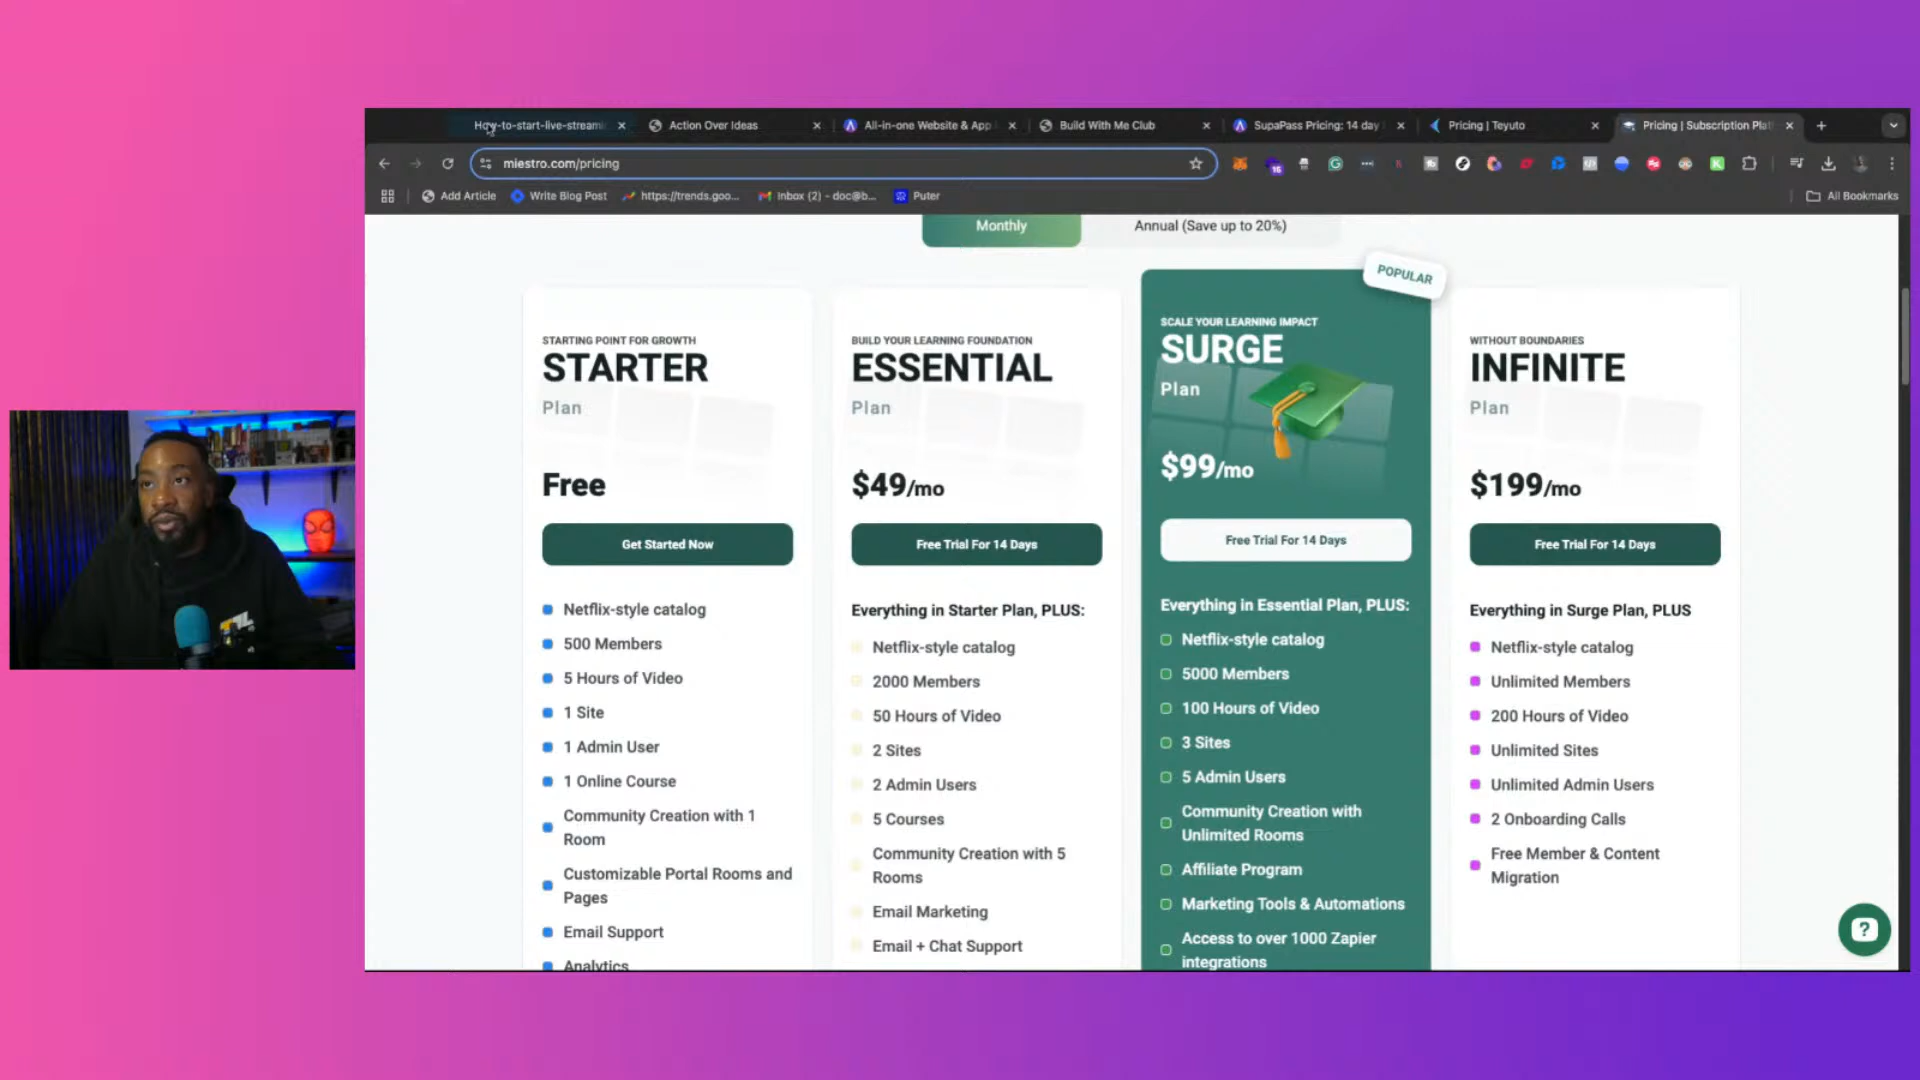 How-to-start-live-streami
Action Over Ideas
All-in-one Website & App
Build With Me Club
SupaPass Pricing: 14 day
Pricing | Teyuto
Pricing | Subscription Plat
miestro.com/pricing
16
Add Article
Write Blog Post
https://trends.goo...
Inbox (2) - doc@b...
Puter
All Bookmarks
Monthly
Annual (Save up to 20%)
STARTING POINT FOR GROWTH
STARTER
Plan
Free
Get Started Now
Netflix-style catalog
500 Members
5 Hours of Video
1 Site
1 Admin User
1 Online Course
Community Creation with 1
Room
Customizable Portal Rooms and
Pages
Email Support
Analytics
BUILD YOUR LEARNING FOUNDATION
ESSENTIAL
Plan
$49/mo
Free Trial For 14 Days
Everything in Starter Plan, PLUS:
Netflix-style catalog
2000 Members
50 Hours of Video
2 Sites
2 Admin Users
5 Courses
Community Creation with 5
Rooms
Email Marketing
Email + Chat Support
POPULAR
SCALE YOUR LEARNING IMPACT
SURGE
Plan
$99/mo
Free Trial For 14 Days
Everything in Essential Plan, PLUS:
Netflix-style catalog
5000 Members
100 Hours of Video
3 Sites
5 Admin Users
Community Creation with
Unlimited Rooms
Affiliate Program
Marketing Tools & Automations
Access to over 1000 Zapier
integrations
WITHOUT BOUNDARIES
INFINITE
Plan
$199/mo
Free Trial For 14 Days
Everything in Surge Plan, PLUS
Netflix-style catalog
Unlimited Members
200 Hours of Video
Unlimited Sites
Unlimited Admin Users
2 Onboarding Calls
Free Member & Content
Migration
?